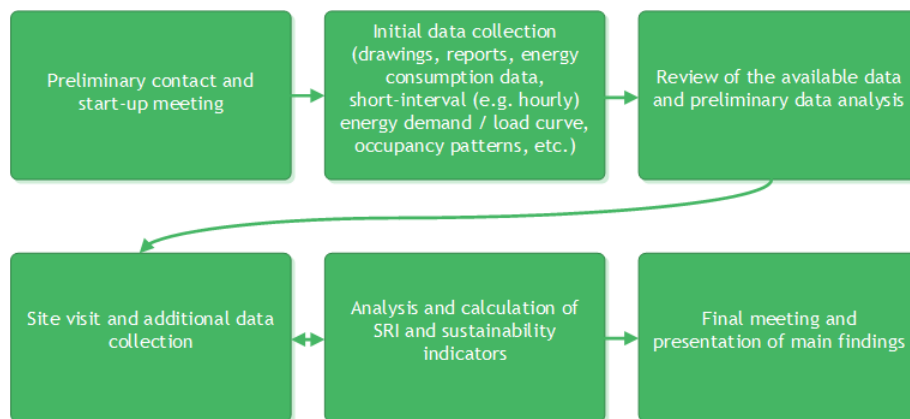 Preliminary contact and
start-up meeting
Initial data collection
(drawings, reports, energy
consumption data,
short-interval (e.g. hourly)
energy demand / load curve,
occupancy patterns, etc.)
Review of the available data
and preliminary data analysis
Site visit and additional data
collection
Analysis and calculation of
SRI and sustainability
indicators
Final meeting and
presentation of main findings